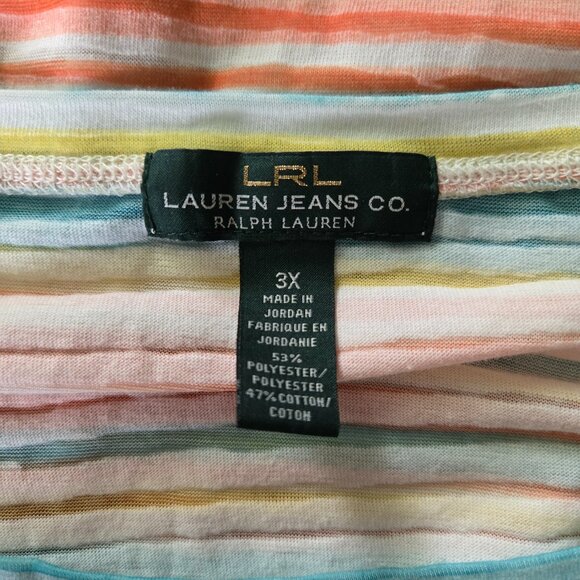 LRL
LAUREN JEANS CO.
RALPH LAUREN
3X
MADE IN
JORDAN
FABRIQUE EN
JORDANIE
53%
POLYESTER/
POLYESTER
47% COTTON/
COTON